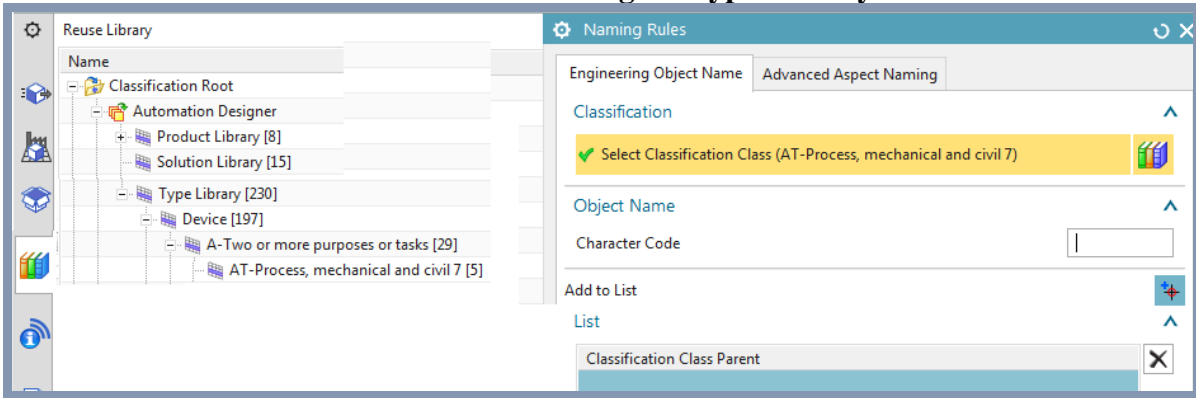 Reuse Library
Name
Classification Root
Automation Designer
Product Library [8]
Solution Library [15]
Type Library [230]
Device [197]
A-Two or more purposes or tasks [29]
AT-Process, mechanical and civil 7 [5]
Naming Rules
Engineering Object Name
Advanced Aspect Naming
Classification
Select Classification Class (AT-Process, mechanical and civil 7)
Object Name
Character Code
Add to List
List
Classification Class Parent